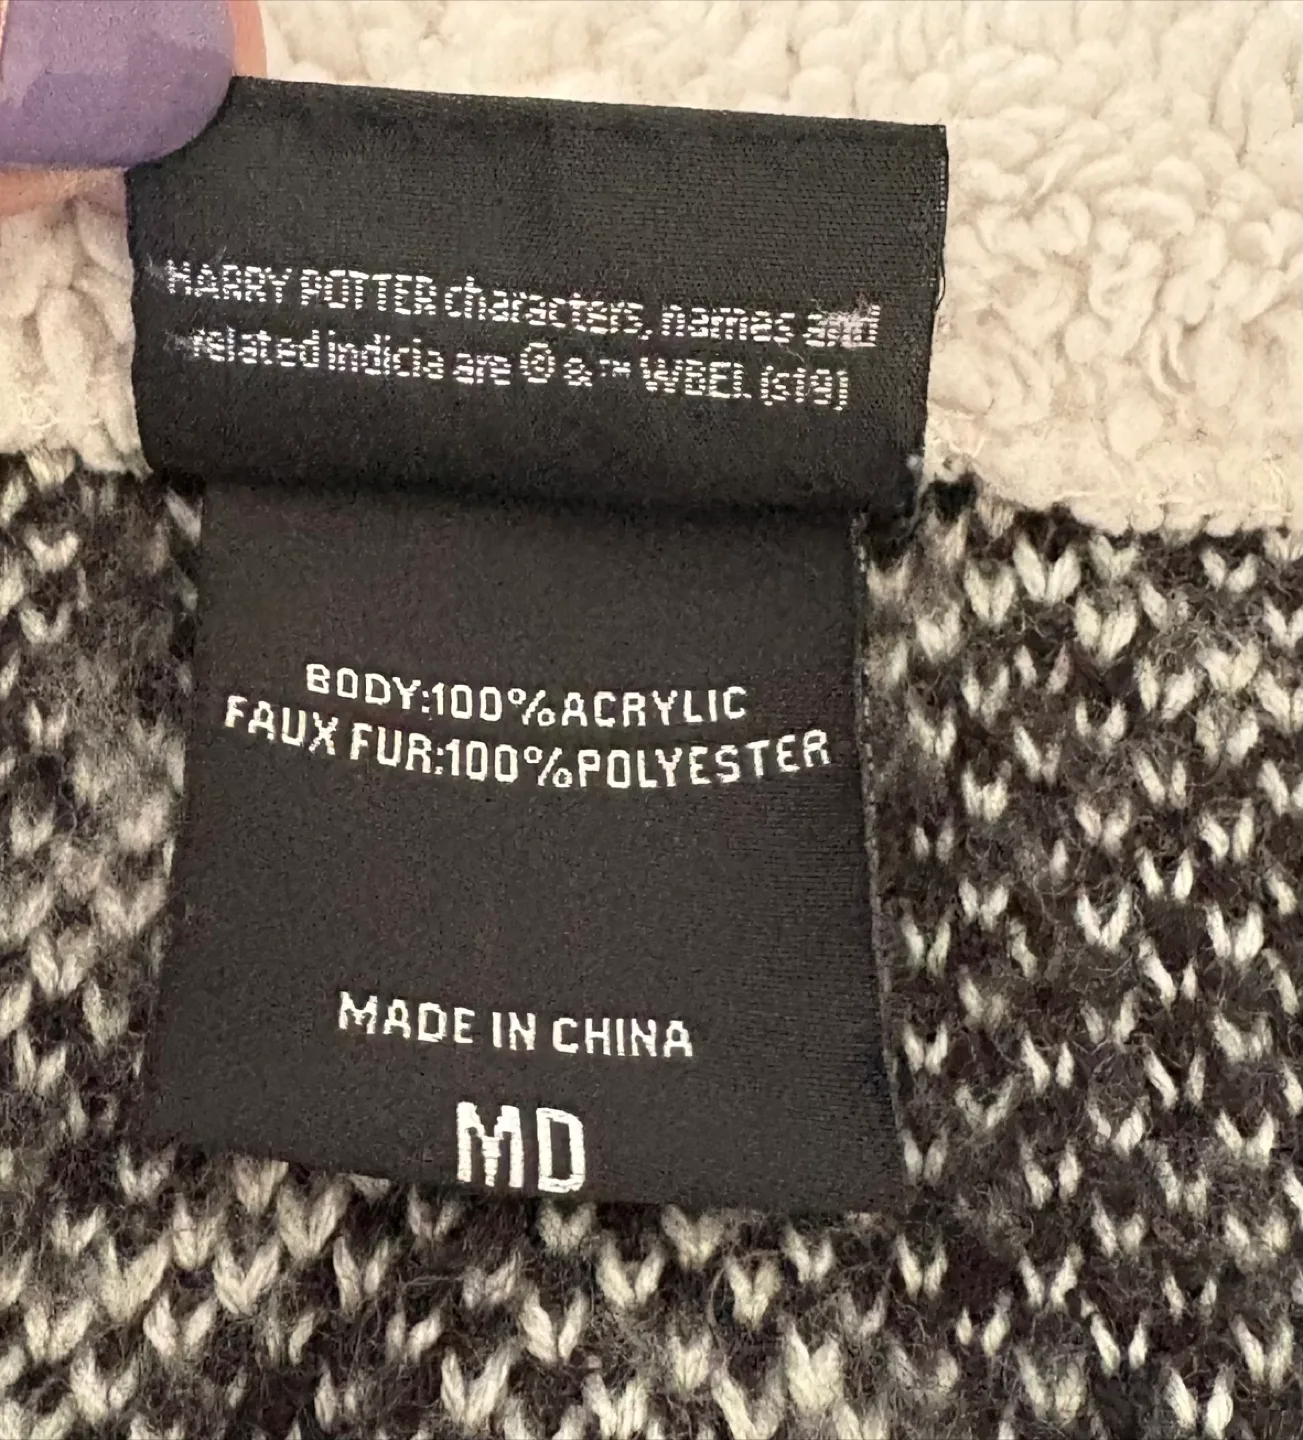 HARRY POTTER characters, names and
related indicia are © & ™ WBEI. (s19)
BODY:100%ACRYLIC
FAUX FUR:100%POLYESTER
MADE IN CHINA
MD